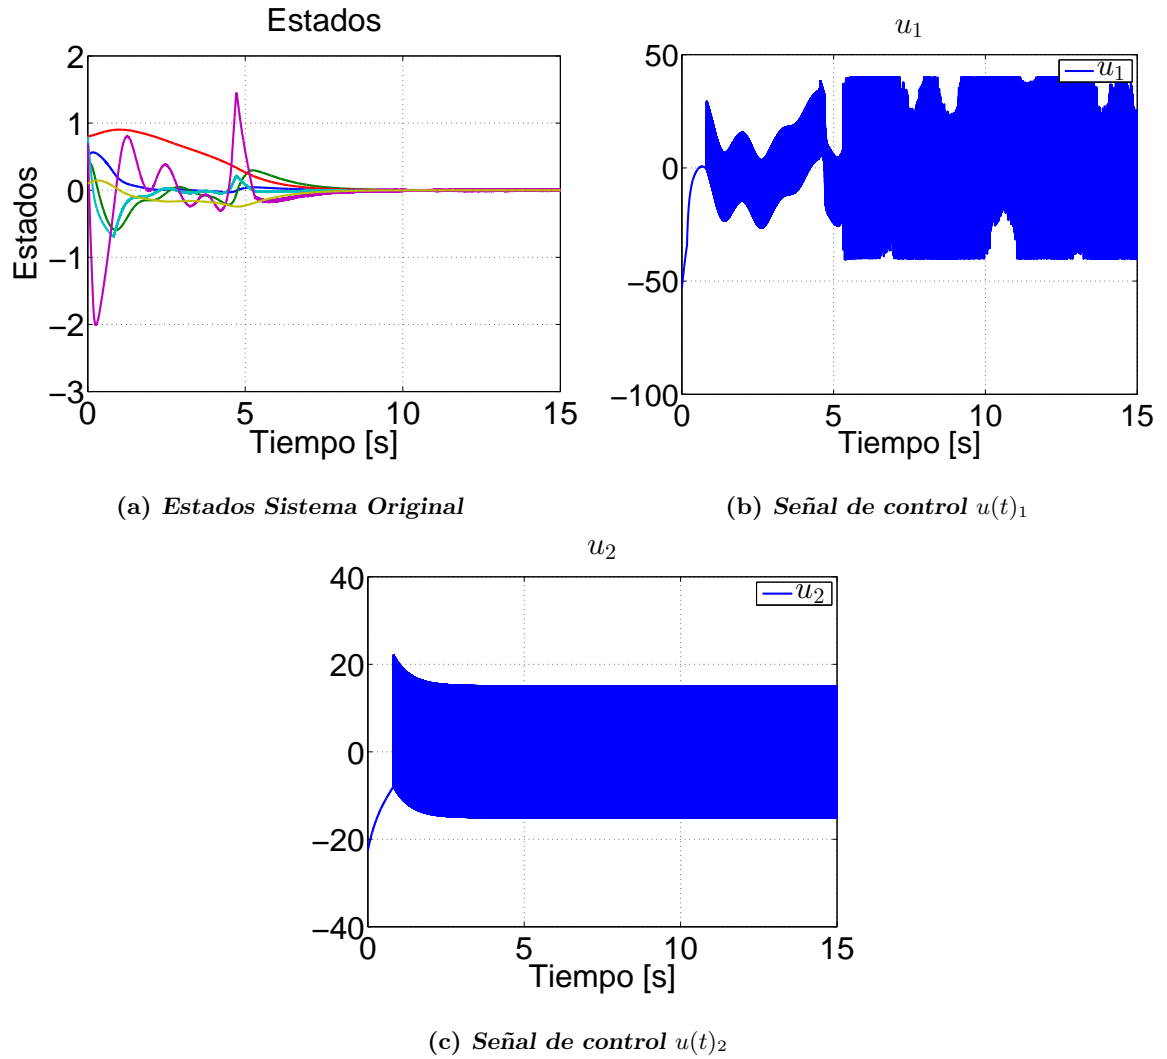 Estados
2
1
0
−1
−2
−3
Estados
0 5 10 15
Tiempo [s]
u₁
50
0
−50
−100
u₁
0 5 10 15
Tiempo [s]
(a) Estados Sistema Original
(b) Señal de control u(t)₁
u₂
40
20
0
−20
−40
u₂
0 5 10 15
Tiempo [s]
(c) Señal de control u(t)₂